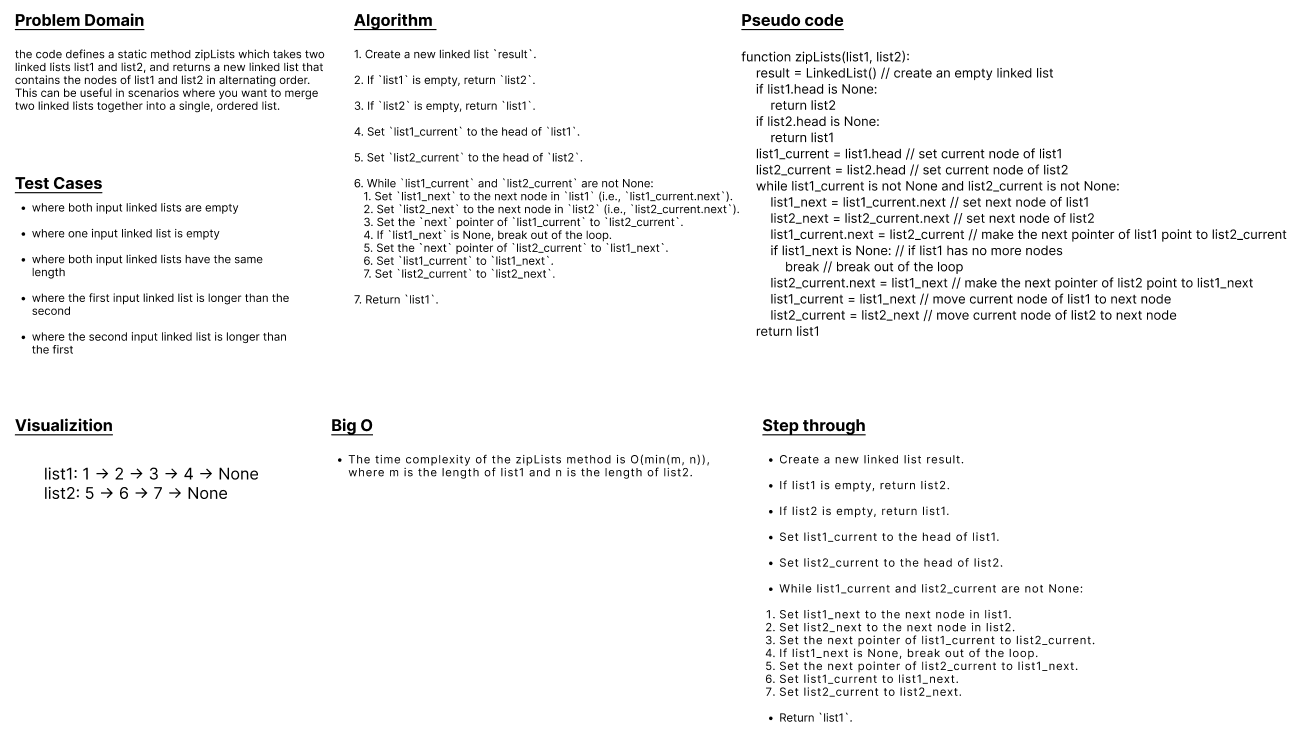 Problem Domain
the code defines a static method zipLists which takes two
linked lists list1 and list2, and returns a new linked list that
contains the nodes of list1 and list2 in alternating order.
This can be useful in scenarios where you want to merge
two linked lists together into a single, ordered list.
Test Cases
• where both input linked lists are empty
• where one input linked list is empty
• where both input linked lists have the same
length
• where the first input linked list is longer than the
second
• where the second input linked list is longer than
the first
Algorithm
1. Create a new linked list `result`.
2. If `list1` is empty, return `list2`.
3. If `list2` is empty, return `list1`.
4. Set `list1_current` to the head of `list1`.
5. Set `list2_current` to the head of `list2`.
6. While `list1_current` and `list2_current` are not None:
1. Set `list1_next` to the next node in `list1` (i.e., `list1_current.next`).
2. Set `list2_next` to the next node in `list2` (i.e., `list2_current.next`).
3. Set the `next` pointer of `list1_current` to `list2_current`.
4. If `list1_next` is None, break out of the loop.
5. Set the `next` pointer of `list2_current` to `list1_next`.
6. Set `list1_current` to `list1_next`.
7. Set `list2_current` to `list2_next`.
7. Return `list1`.
Pseudo code
function zipLists(list1, list2):
result = LinkedList() // create an empty linked list
if list1.head is None:
return list2
if list2.head is None:
return list1
list1_current = list1.head // set current node of list1
list2_current = list2.head // set current node of list2
while list1_current is not None and list2_current is not None:
list1_next = list1_current.next // set next node of list1
list2_next = list2_current.next // set next node of list2
list1_current.next = list2_current // make the next pointer of list1 point to list2_current
if list1_next is None: // if list1 has no more nodes
break // break out of the loop
list2_current.next = list1_next // make the next pointer of list2 point to list1_next
list1_current = list1_next // move current node of list1 to next node
list2_current = list2_next // move current node of list2 to next node
return list1
Visualizition
list1: 1 → 2 → 3 → 4 → None
list2: 5 → 6 → 7 → None
Big O
• The time complexity of the zipLists method is O(min(m, n)),
where m is the length of list1 and n is the length of list2.
Step through
• Create a new linked list result.
• If list1 is empty, return list2.
• If list2 is empty, return list1.
• Set list1_current to the head of list1.
• Set list2_current to the head of list2.
• While list1_current and list2_current are not None:
1. Set list1_next to the next node in list1.
2. Set list2_next to the next node in list2.
3. Set the next pointer of list1_current to list2_current.
4. If list1_next is None, break out of the loop.
5. Set the next pointer of list2_current to list1_next.
6. Set list1_current to list1_next.
7. Set list2_current to list2_next.
• Return `list1`.